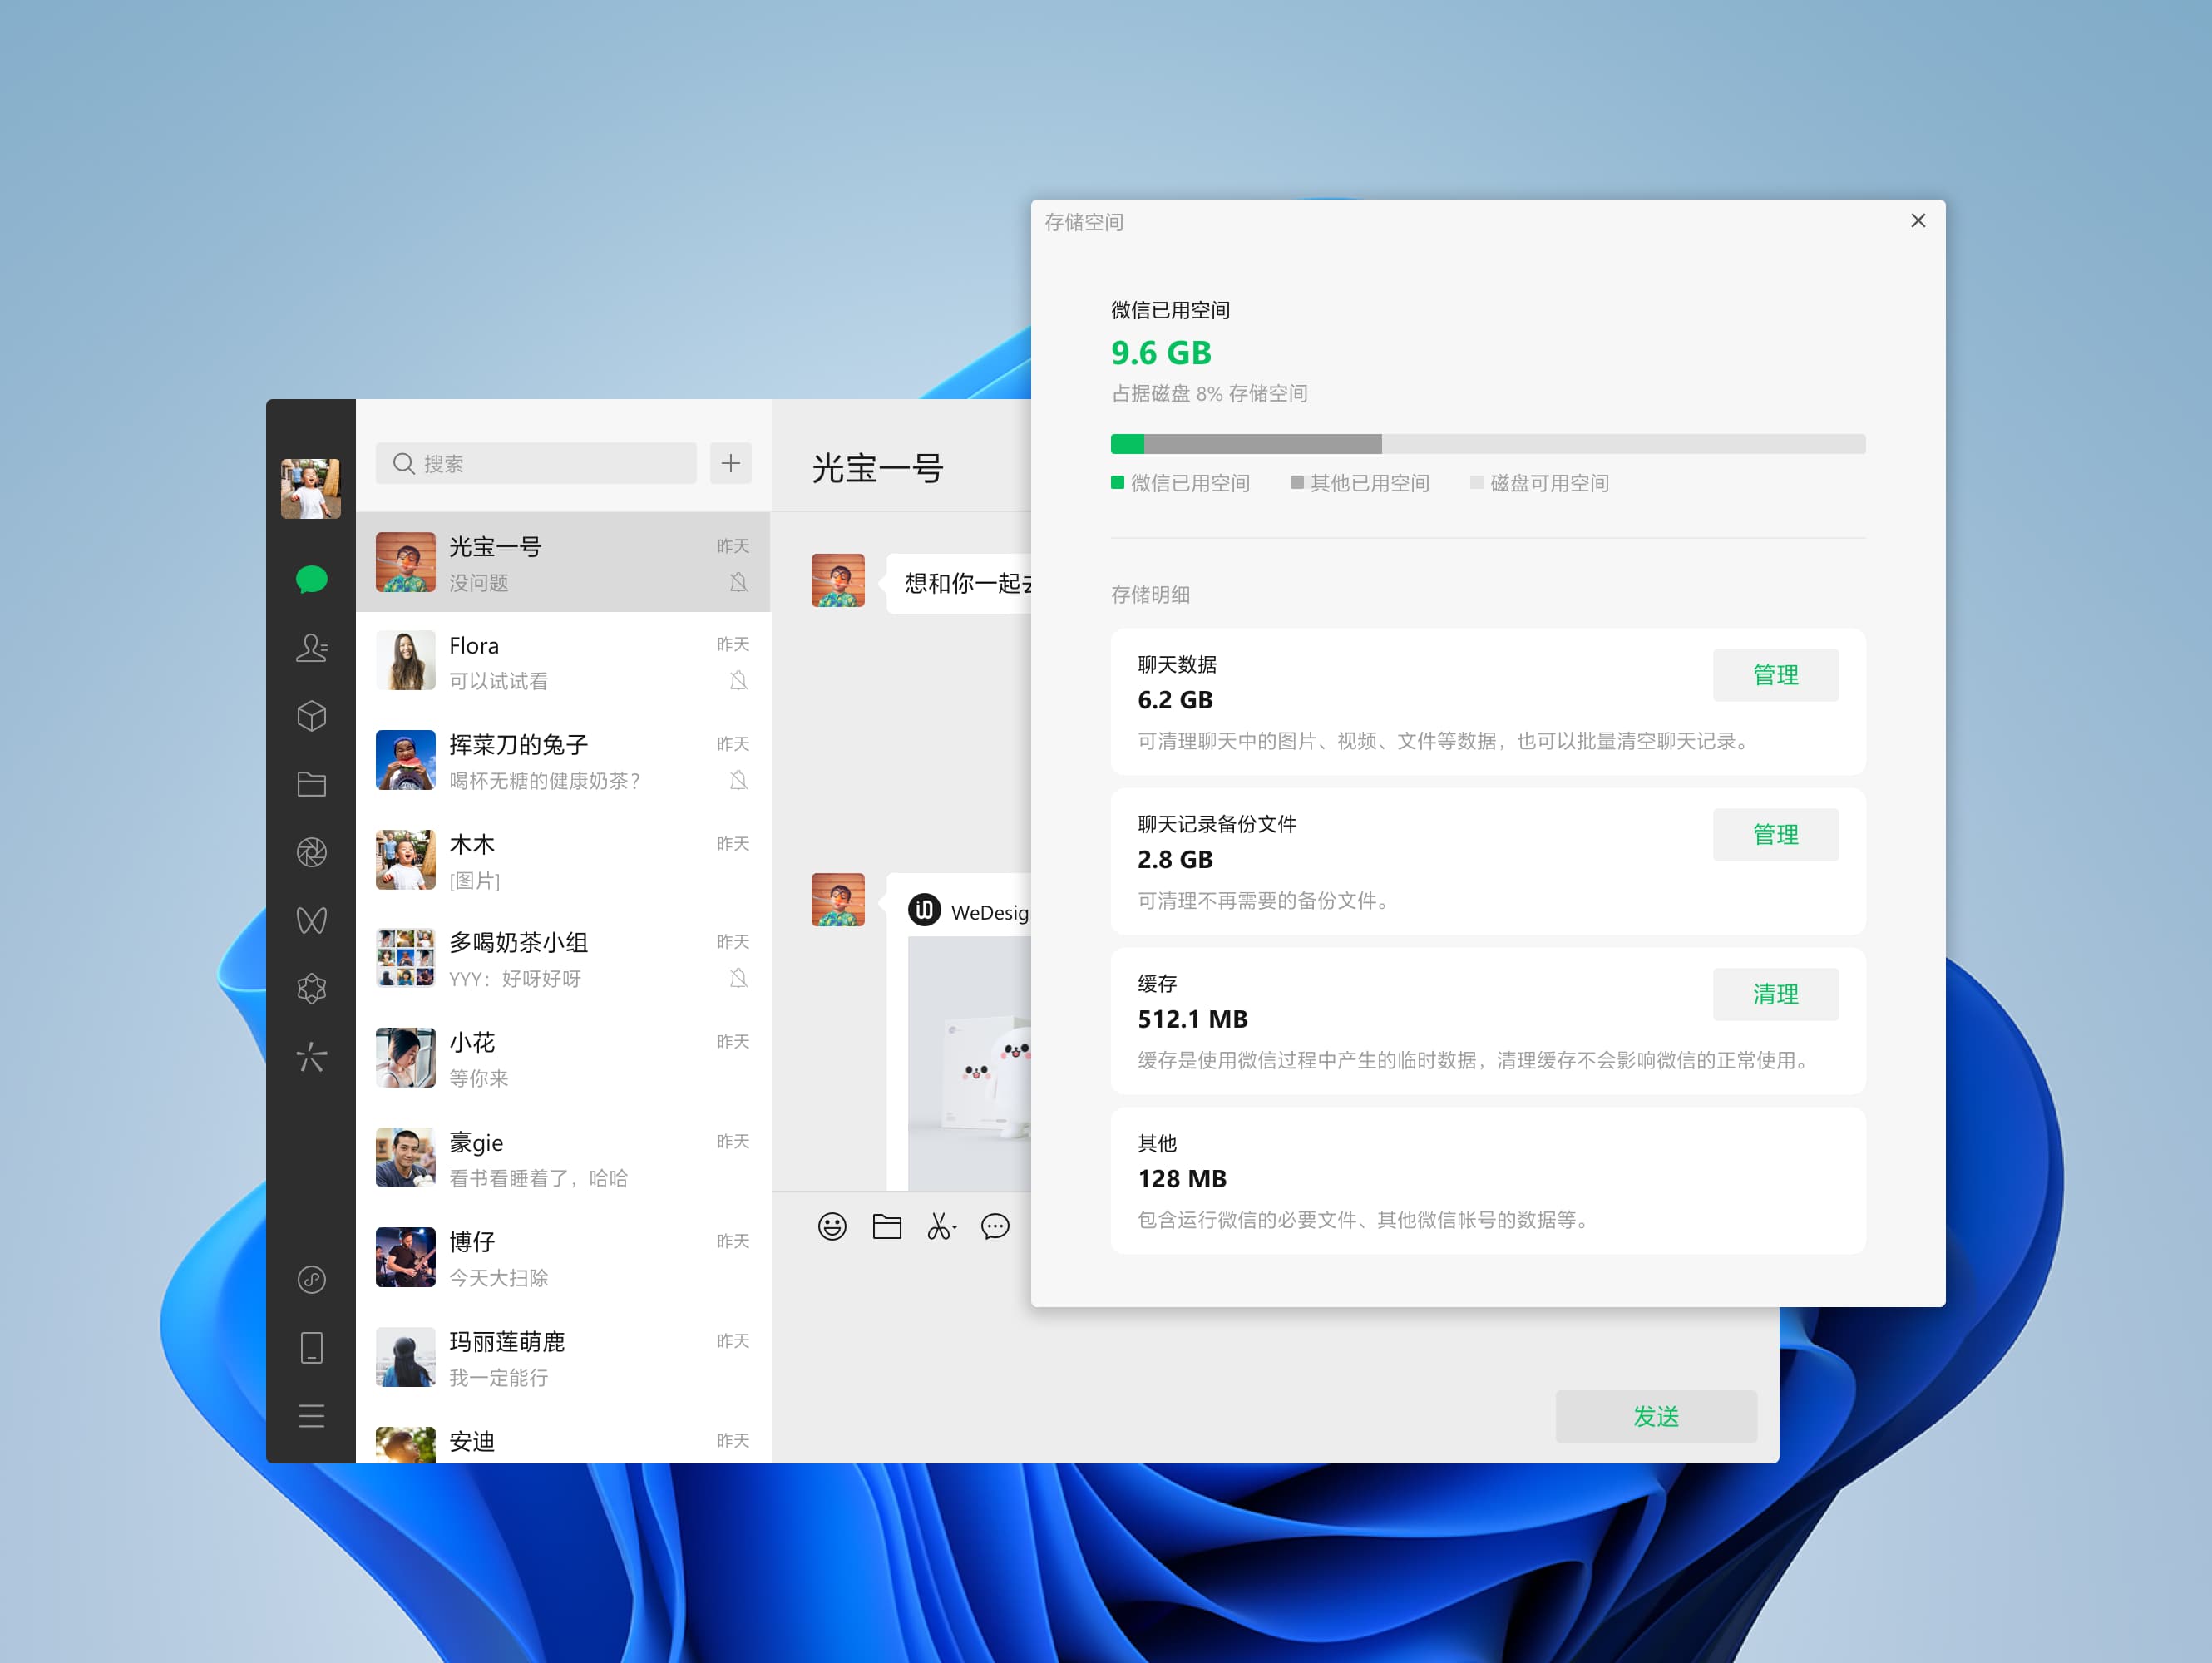 搜索
光宝一号
昨天
没问题
Flora
昨天
可以试试看
挥菜刀的兔子
昨天
喝杯无糖的健康奶茶？
木木
昨天
[图片]
多喝奶茶小组
昨天
YYY：好呀好呀
小花
昨天
等你来
豪gie
昨天
看书看睡着了，哈哈
博仔
昨天
今天大扫除
玛丽莲萌鹿
昨天
我一定能行
安迪
昨天
光宝一号
想和你一起
WeDesig
发送
存储空间
微信已用空间
9.6 GB
占据磁盘 8% 存储空间
微信已用空间 其他已用空间 磁盘可用空间
存储明细
聊天数据
6.2 GB
管理
可清理聊天中的图片、视频、文件等数据，也可以批量清空聊天记录。
聊天记录备份文件
2.8 GB
管理
可清理不再需要的备份文件。
缓存
512.1 MB
清理
缓存是使用微信过程中产生的临时数据，清理缓存不会影响微信的正常使用。
其他
128 MB
包含运行微信的必要文件、其他微信帐号的数据等。